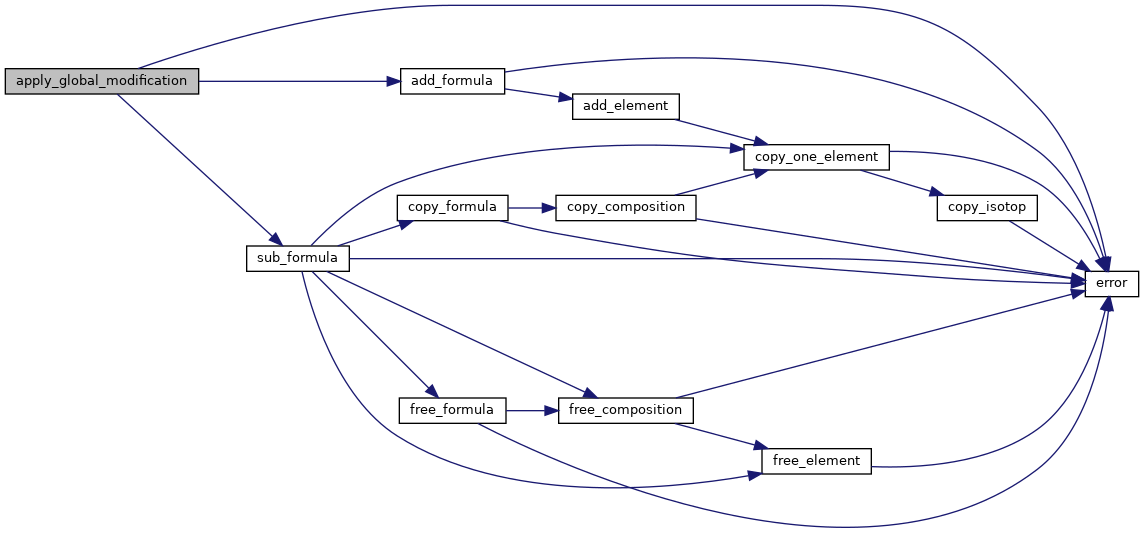 apply_global_modification
add_formula
add_element
copy_one_element
copy_formula
copy_composition
copy_isotop
sub_formula
error
free_formula
free_composition
free_element